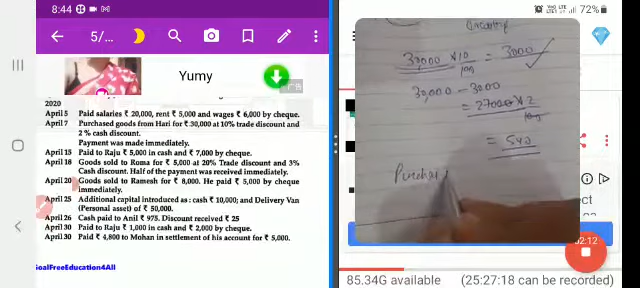 8:44
5/...
Yumy
2020
April 5 Paid salaries ₹ 20,000, rent ₹ 5,000 and wages ₹ 6,000 by cheque.
April 7 Purchased goods from Hari for ₹ 30,000 at 10% trade discount and
2 % cash discount.
Payment was made immediately.
April 15 Paid to Raju ₹ 5,000 in cash and ₹ 7,000 by cheque.
April 18 Goods sold to Roma for ₹ 5,000 at 20% Trade discount and 3%
Cash discount. Half of the payment was received immediately.
April 20 Goods sold to Ramesh for ₹ 8,000. He paid ₹ 5,000 by cheque
immediately.
April 25 Additional capital introduced as : cash ₹ 10,000; and Delivery Van
(Personal asset) of ₹ 50,000.
April 26 Cash paid to Anil ₹ 975. Discount received ₹ 25
April 30 Paid to Raju ₹ 1,000 in cash and ₹ 2,000 by cheque.
April 30 Paid ₹ 4,800 to Mohan in settlement of his account for ₹ 5,000.
GoalFreeEducation4All
72%
30,000 × 10 = 3000
100
30,000 - 3000
= 27000 × 2
100
= 540
Purchas
ct
02:12
85.34G available (25:27:18 can be recorded)